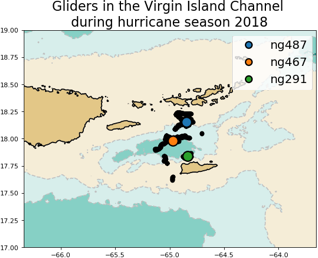 Gliders in the Virgin Island Channel
during hurricane season 2018
19.00
ng487
ng467
ng291
18.75
18.50
18.25
18.00
17.75
17.50
17.25
17.00
−66.0 −65.5 −65.0 −64.5 −64.0